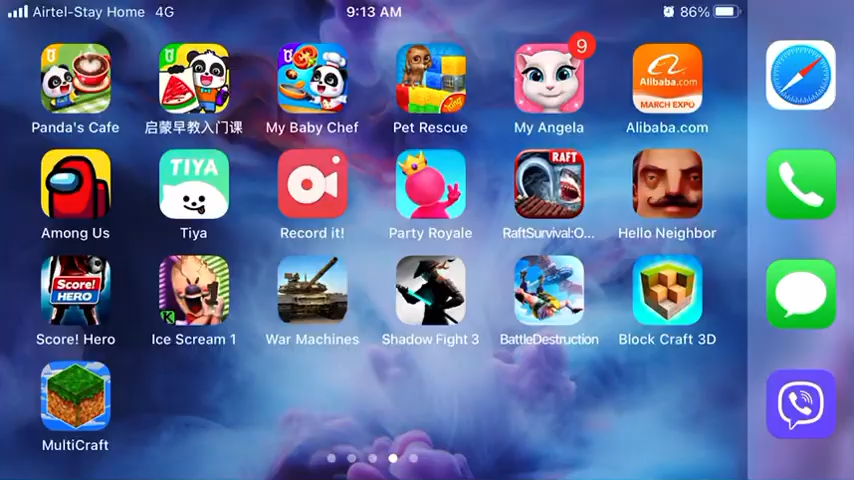 Airtel-Stay Home 4G 9:13 AM 86%
Panda's Cafe 启蒙早教入门课 My Baby Chef Pet Rescue My Angela Alibaba.com
9
Alibaba.com
MARCH EXPO
Among Us Tiya Record it! Party Royale RaftSurvival:O... Hello Neighbor
TIYA
RAFT
Score! Hero Ice Scream 1 War Machines Shadow Fight 3 BattleDestruction Block Craft 3D
Score!
HERO
K
MultiCraft